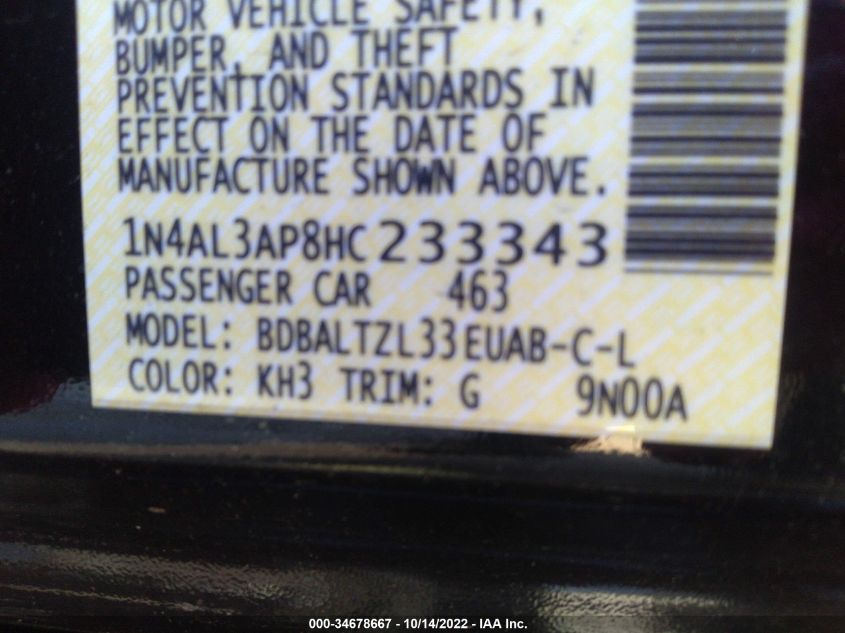 MOTOR VEHICLE SAFETY,
BUMPER, AND THEFT
PREVENTION STANDARDS IN
EFFECT ON THE DATE OF
MANUFACTURE SHOWN ABOVE.
1N4AL3AP8HC233343
PASSENGER CAR 463
MODEL: BDBALTZL33EUAB-C-L
COLOR: KH3 TRIM: G 9N00A
000-34678667 - 10/14/2022 - IAA Inc.